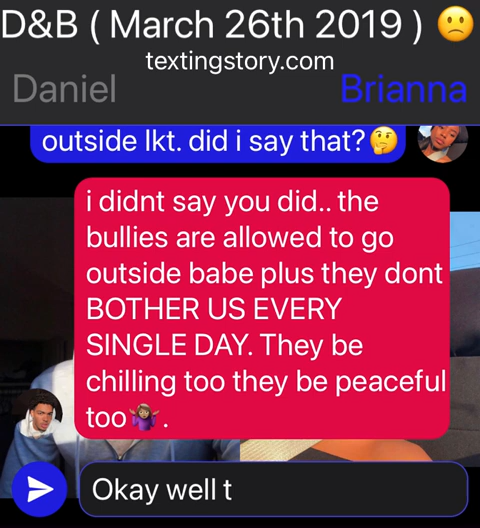 D&B ( March 26th 2019 ) 🙁
textingstory.com
Daniel Brianna
outside lkt. did i say that?🤔
i didnt say you did.. the
bullies are allowed to go
outside babe plus they dont
BOTHER US EVERY
SINGLE DAY. They be
chilling too they be peaceful
too🤷🏽‍♀️ .
Okay well t